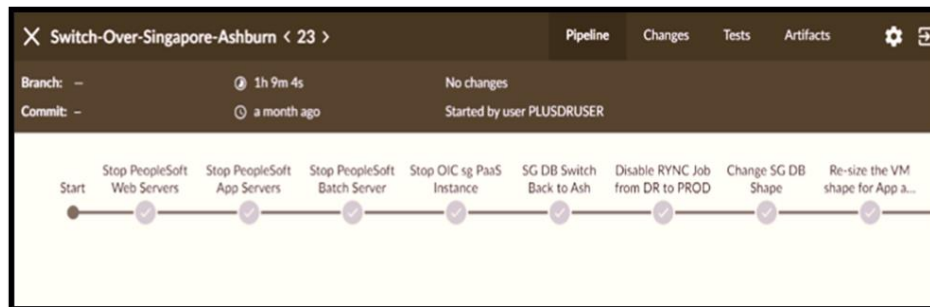 Switch-Over-Singapore-Ashburn < 23 >
Pipeline Changes Tests Artifacts
Branch: – 1h 9m 4s No changes
Commit: – a month ago Started by user PLUSDRUSER
Start
Stop PeopleSoft
Web Servers
Stop PeopleSoft
App Servers
Stop PeopleSoft
Batch Server
Stop OIC sg PaaS
Instance
SG DB Switch
Back to Ash
Disable RYNC Job
from DR to PROD
Change SG DB
Shape
Re-size the VM
shape for App a...